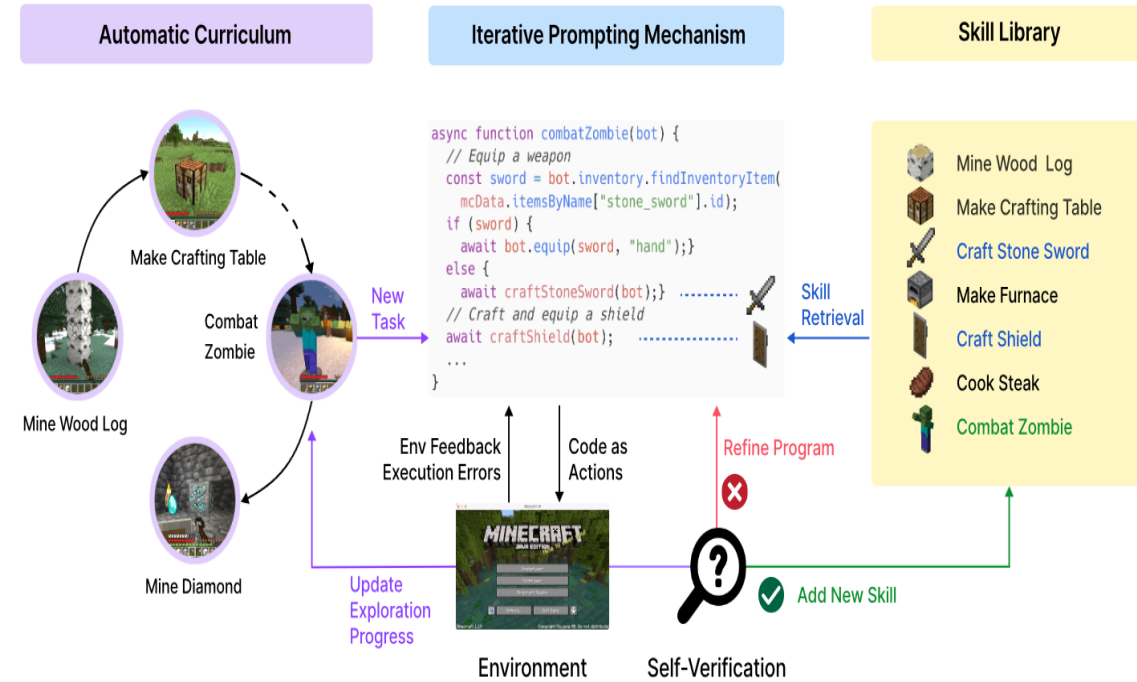 Automatic Curriculum
Iterative Prompting Mechanism
Skill Library
Make Crafting Table
Combat
Zombie
Mine Wood Log
Mine Diamond
New
Task
async function combatZombie(bot) {
// Equip a weapon
const sword = bot.inventory.findInventoryItem(
mcData.itemsByName["stone_sword"].id);
if (sword) {
await bot.equip(sword, "hand");}
else {
await craftStoneSword(bot);}
// Craft and equip a shield
await craftShield(bot);
...
}
Skill
Retrieval
Mine Wood Log
Make Crafting Table
Craft Stone Sword
Make Furnace
Craft Shield
Cook Steak
Combat Zombie
Env Feedback
Execution Errors
Code as
Actions
Refine Program
Update
Exploration
Progress
MINECRAFT
JAVA EDITION
?
Add New Skill
Environment
Self-Verification